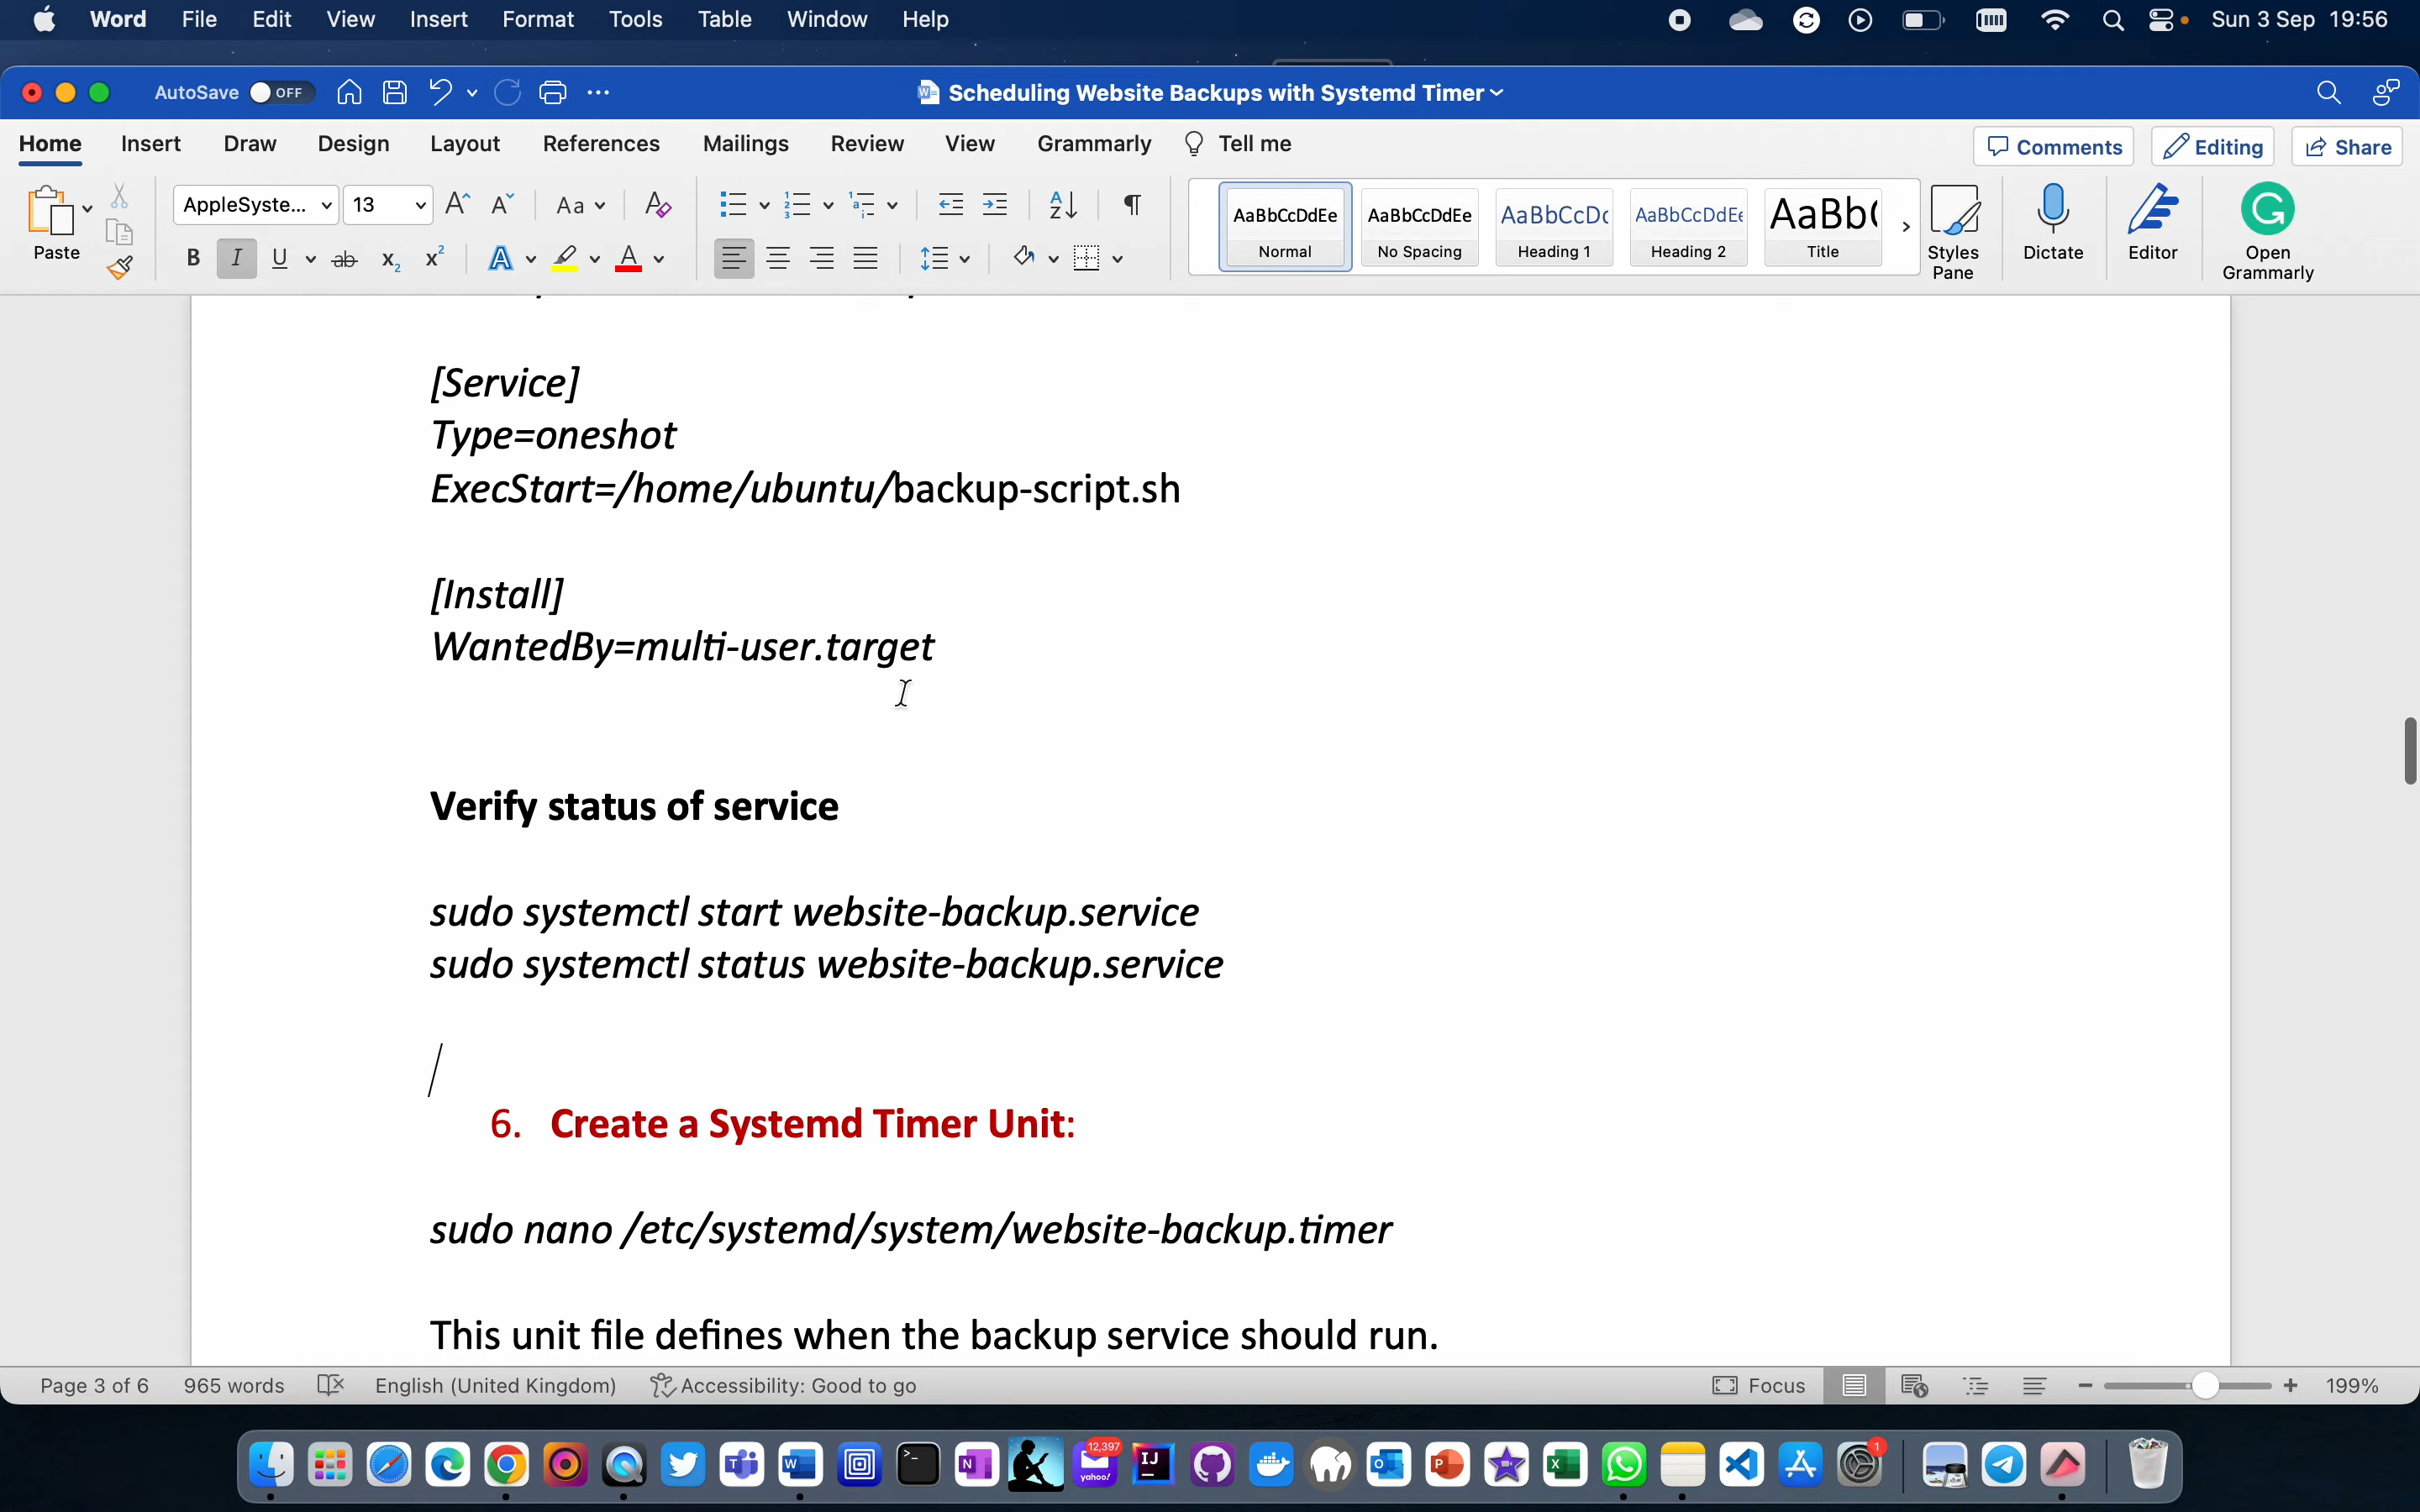 Word File Edit View Insert Format Tools Table Window Help Sun 3 Sep 19:56
AutoSave OFF Scheduling Website Backups with Systemd Timer
Home Insert Draw Design Layout References Mailings Review View Grammarly Tell me Comments Editing Share
Paste AppleSyste... 13 Aa
AaBbCcDdEe AaBbCcDdEe AaBbCcDc AaBbCcDdEe AaBb(
Normal No Spacing Heading 1 Heading 2 Title
Styles Pane Dictate Editor Open Grammarly
[Service]
Type=oneshot
ExecStart=/home/ubuntu/backup-script.sh
[Install]
WantedBy=multi-user.target
Verify status of service
sudo systemctl start website-backup.service
sudo systemctl status website-backup.service
6. Create a Systemd Timer Unit:
sudo nano /etc/systemd/system/website-backup.timer
This unit file defines when the backup service should run.
Page 3 of 6 965 words English (United Kingdom) Accessibility: Good to go Focus 199%
12,397
yahoo!
1